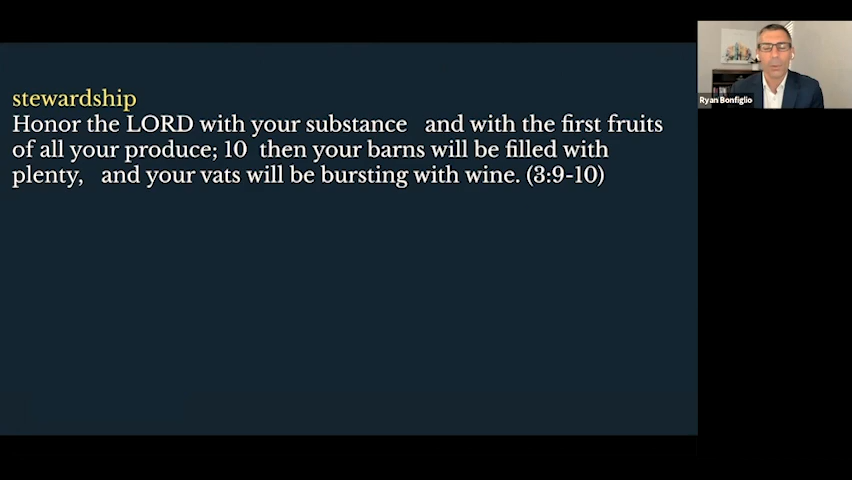 stewardship
Honor the LORD with your substance   and with the first fruits
of all your produce; 10  then your barns will be filled with
plenty,   and your vats will be bursting with wine. (3:9-10)
Ryan Bonfiglio